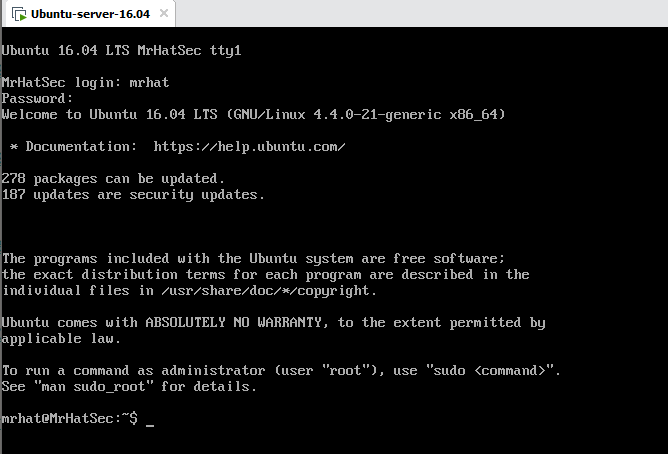 Ubuntu-server-16.04
Ubuntu 16.04 LTS MrHatSec tty1
MrHatSec login: mrhat
Password:
Welcome to Ubuntu 16.04 LTS (GNU/Linux 4.4.0-21-generic x86_64)
* Documentation:  https://help.ubuntu.com/
278 packages can be updated.
187 updates are security updates.
The programs included with the Ubuntu system are free software;
the exact distribution terms for each program are described in the
individual files in /usr/share/doc/*/copyright.
Ubuntu comes with ABSOLUTELY NO WARRANTY, to the extent permitted by
applicable law.
To run a command as administrator (user "root"), use "sudo <command>".
See "man sudo_root" for details.
mrhat@MrHatSec:~$ _